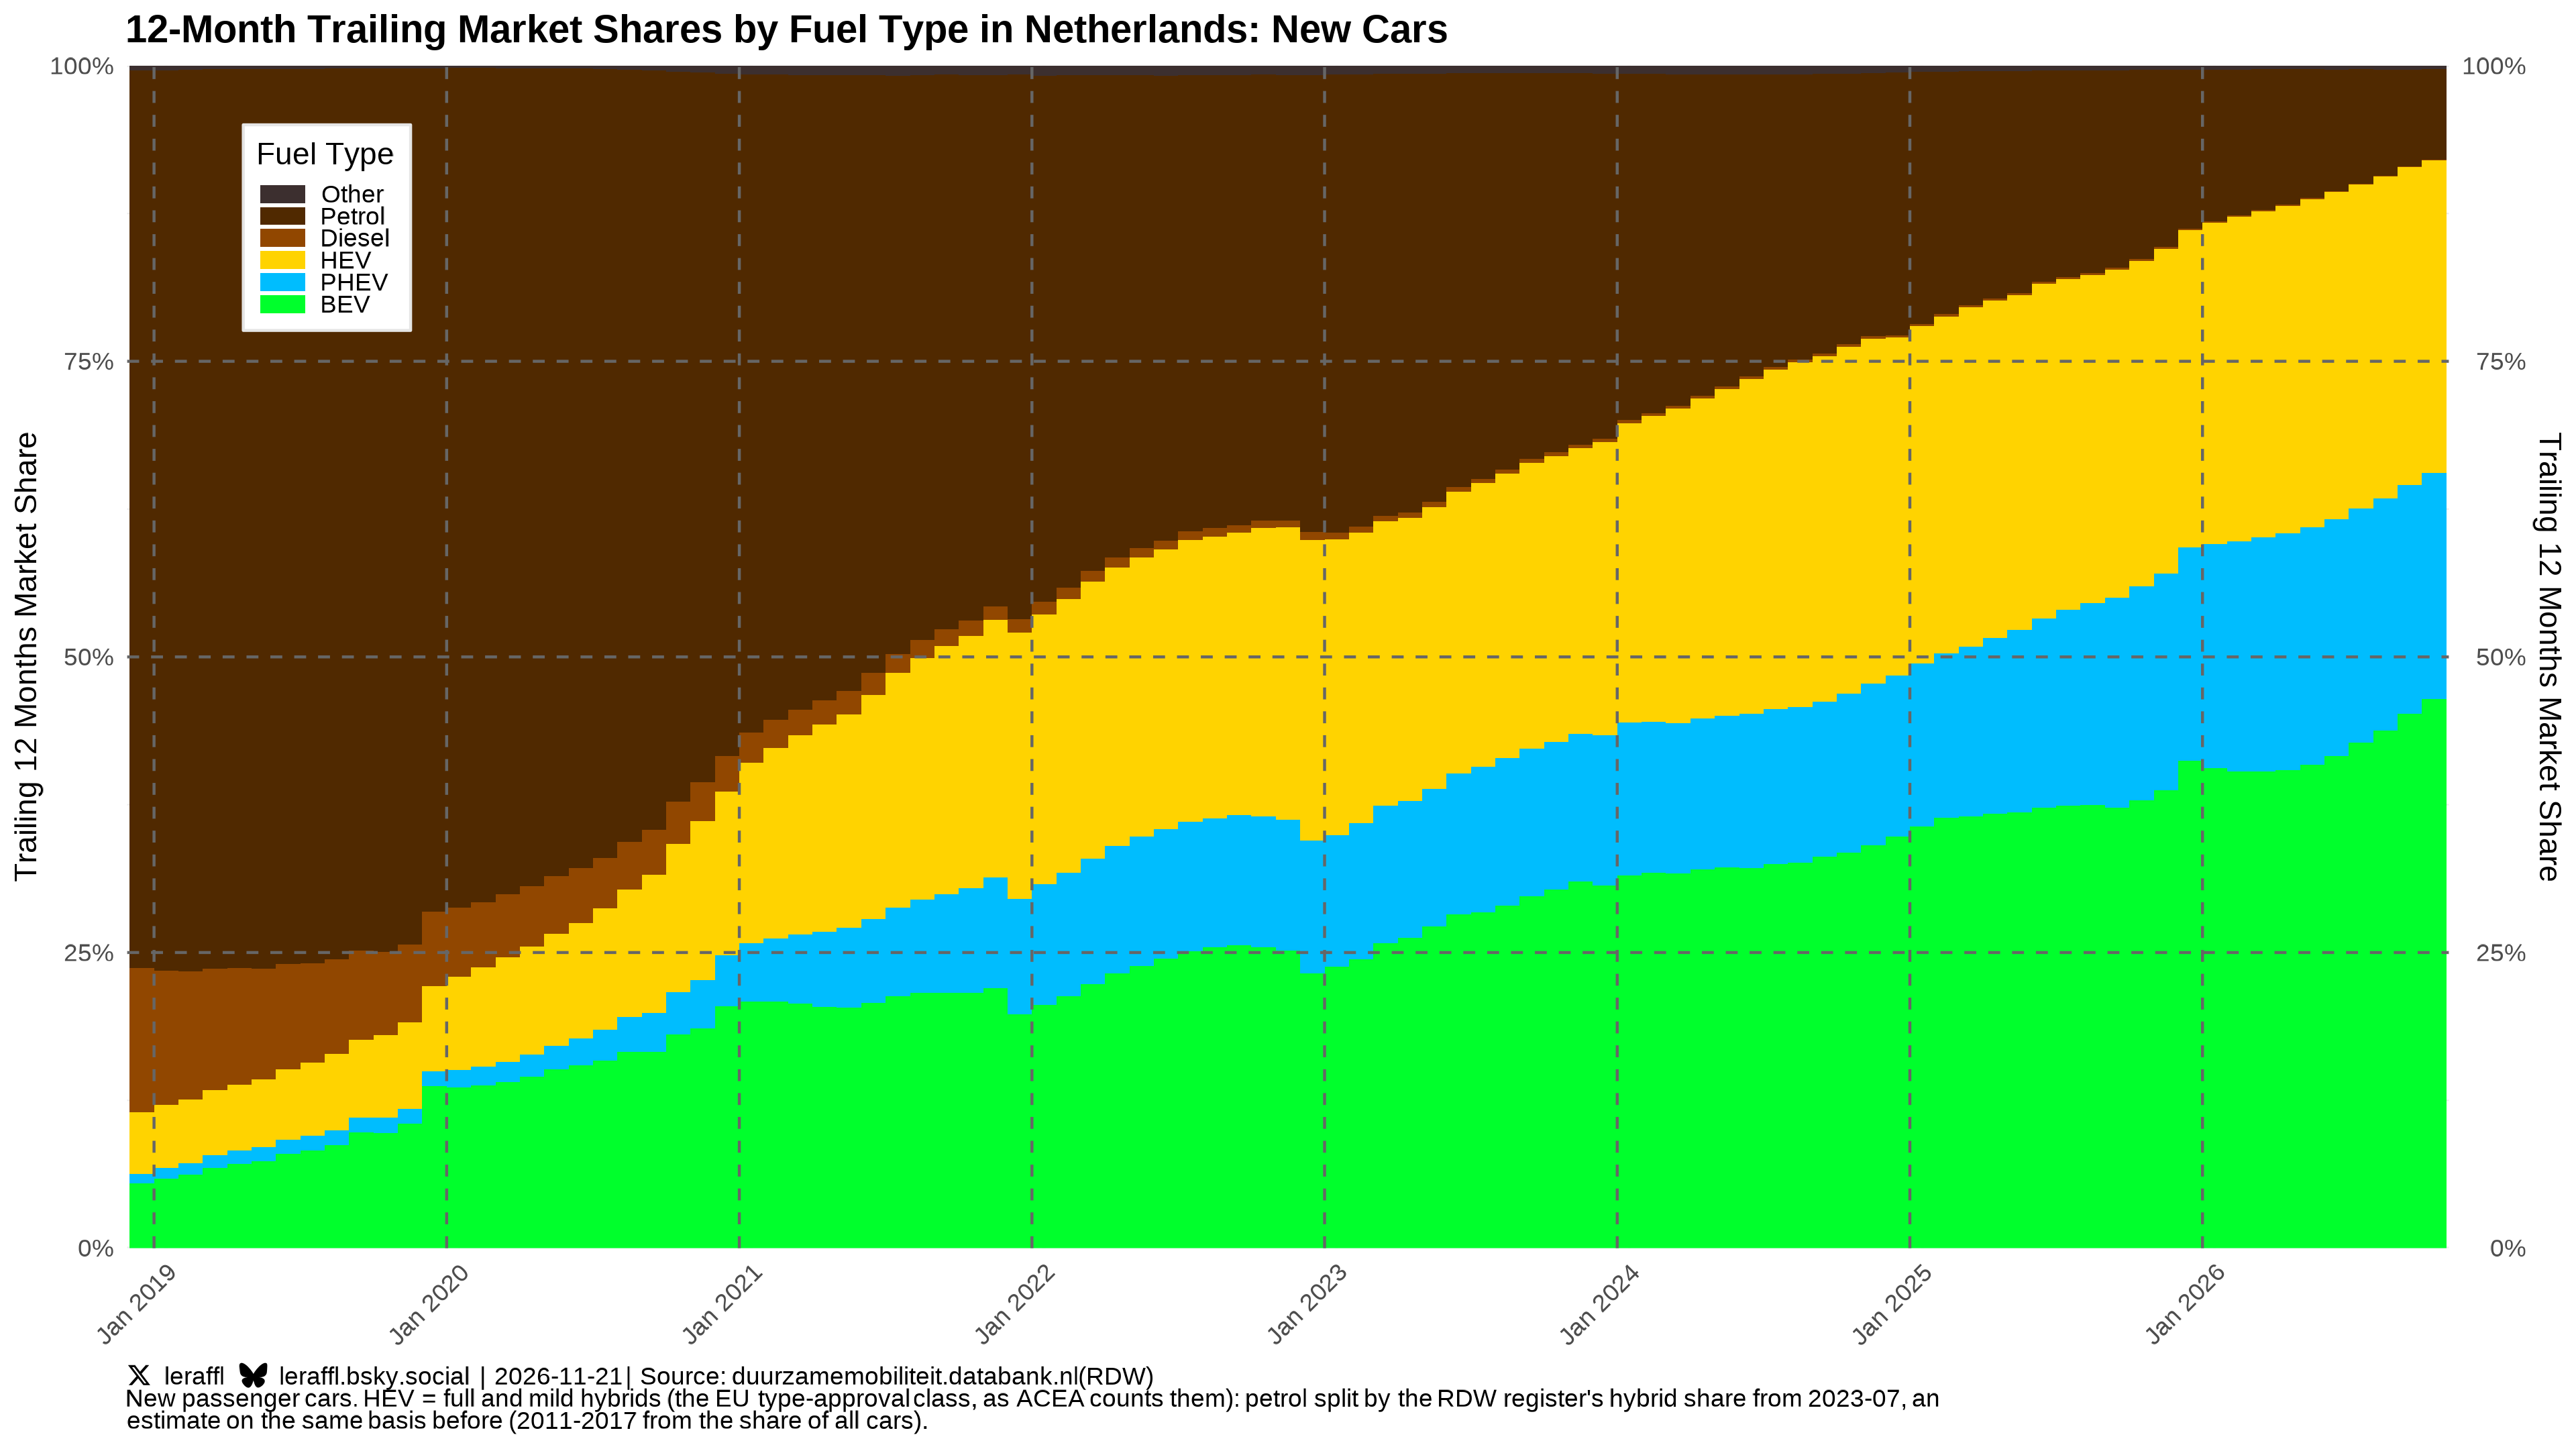 12-Month Trailing Market Shares by Fuel Type in Netherlands: New Cars
100%
100%
Fuel Type
Other
Petrol
Diesel
HEV
PHEV
BEV
75%
75%
Trailing 12 Months Market Share
Trailing 12 Months Market Share
50%
50%
25%
25%
0%
0%
Jan 2019
Jan 2020
Jan 2021
Jan 2022
Jan 2023
Jan 2024
Jan 2025
Jan 2026
leraffl leraffl.bsky.social | 2026-11-21| Source: duurzamemobiliteit.databank.nl(RDW)
New passenger cars. HEV = full and mild hybrids (the EU type-approval class, as ACEA counts them): petrol split by the RDW register's hybrid share from 2023-07, an
estimate on the same basis before (2011-2017 from the share of all cars).